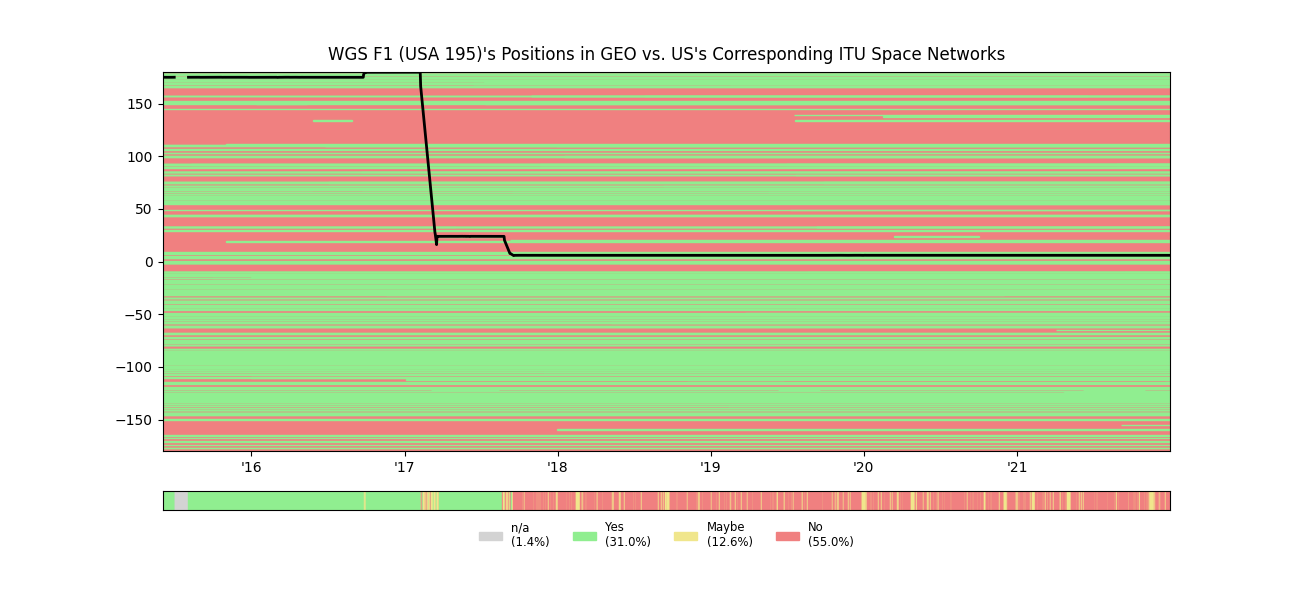 WGS F1 (USA 195)'s Positions in GEO vs. US's Corresponding ITU Space Networks
150
100
50
0
−50
−100
−150
'16 '17 '18 '19 '20 '21
n/a Yes Maybe No
(1.4%) (31.0%) (12.6%) (55.0%)